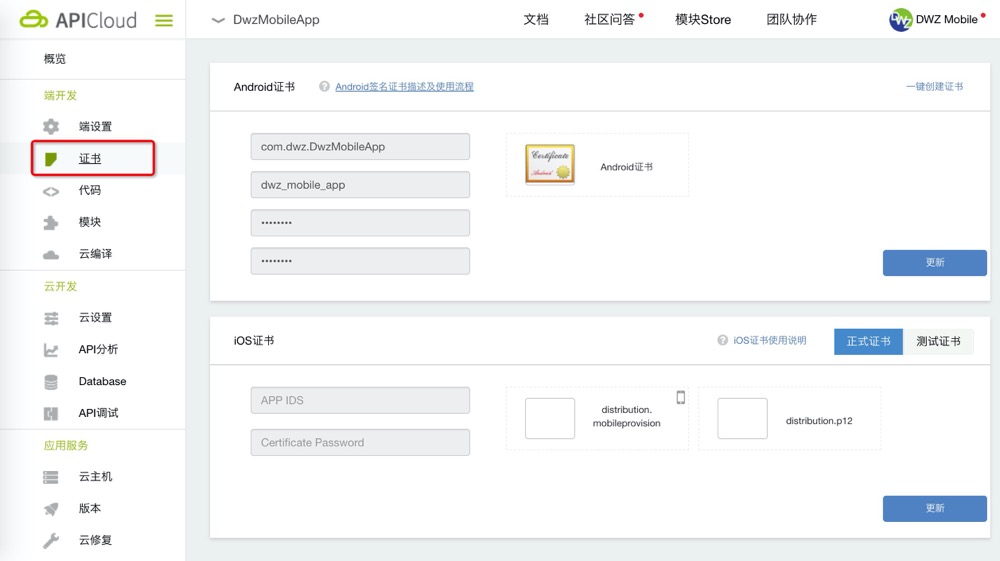 APICloud
DwzMobileApp
文档
社区问答
模块Store
团队协作
DWZ Mobile
概览
端开发
端设置
证书
代码
模块
云编译
云开发
云设置
API分析
Database
API调试
应用服务
云主机
版本
云修复
Android证书
Android签名证书描述及使用流程
一键创建证书
com.dwz.DwzMobileApp
dwz_mobile_app
••••••••
••••••••
Certificate
Android
Android证书
更新
iOS证书
iOS证书使用说明
正式证书
测试证书
APP IDS
Certificate Password
distribution.
mobileprovision
distribution.p12
更新